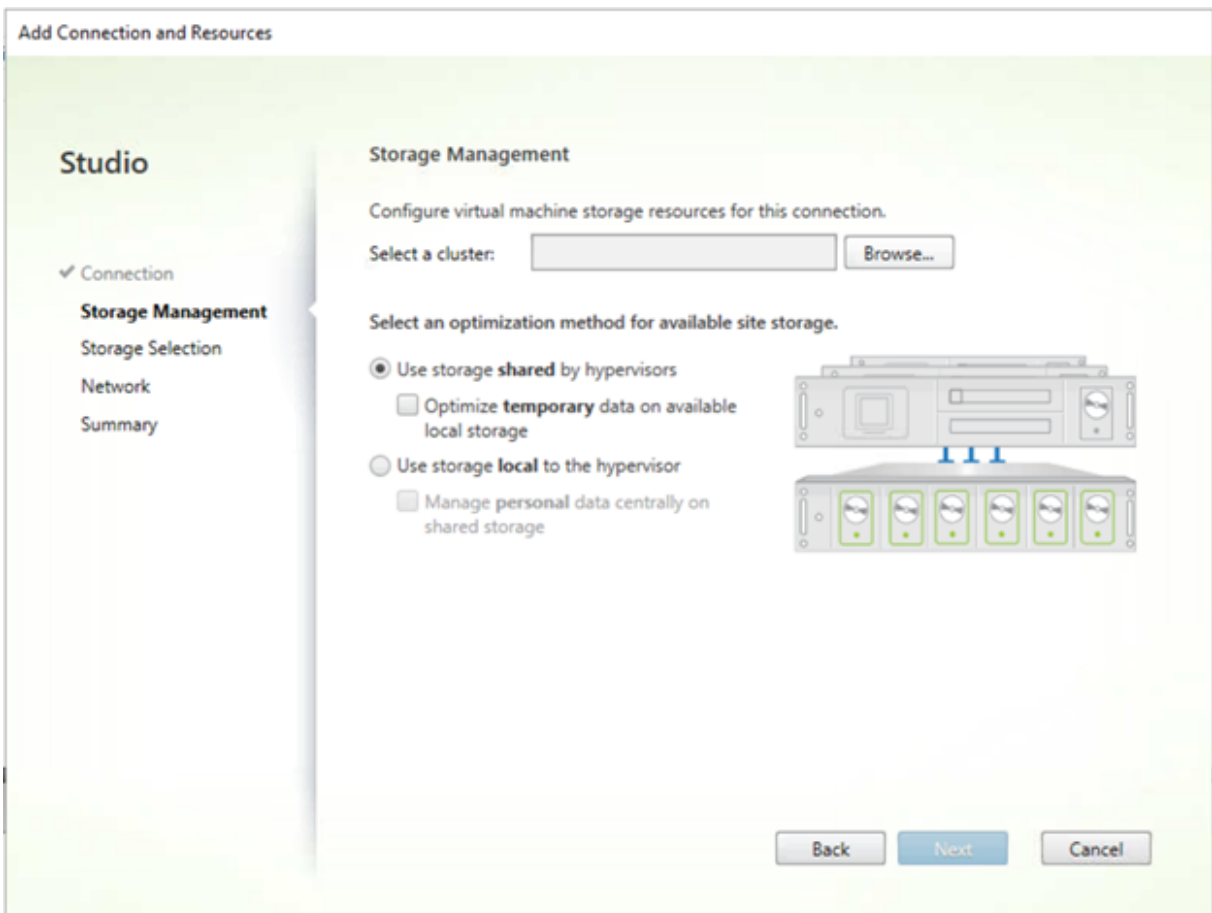 Add Connection and Resources
Studio
Connection
Storage Management
Storage Selection
Network
Summary
Storage Management
Configure virtual machine storage resources for this connection.
Select a cluster:
Browse...
Select an optimization method for available site storage.
Use storage shared by hypervisors
Optimize temporary data on available
local storage
Use storage local to the hypervisor
Manage personal data centrally on
shared storage
Back
Next
Cancel